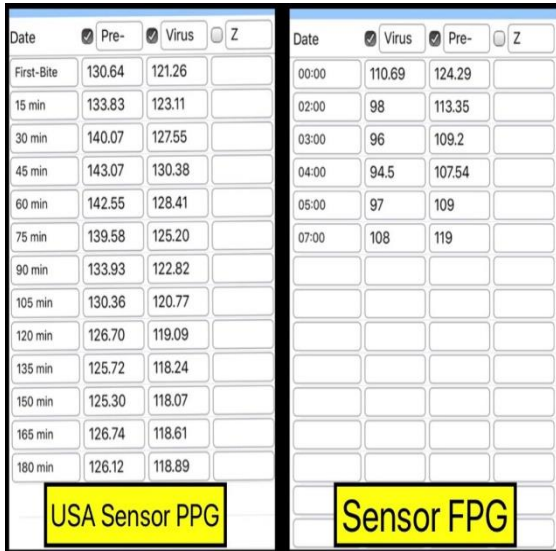 Date Pre- Virus Z
First-Bite 130.64 121.26
15 min 133.83 123.11
30 min 140.07 127.55
45 min 143.07 130.38
60 min 142.55 128.41
75 min 139.58 125.20
90 min 133.93 122.82
105 min 130.36 120.77
120 min 126.70 119.09
135 min 125.72 118.24
150 min 125.30 118.07
165 min 126.74 118.61
180 min 126.12 118.89
USA Sensor PPG
Date Virus Pre- Z
00:00 110.69 124.29
02:00 98 113.35
03:00 96 109.2
04:00 94.5 107.54
05:00 97 109
07:00 108 119
Sensor FPG